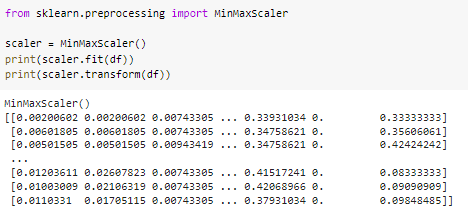 from sklearn.preprocessing import MinMaxScaler
scaler = MinMaxScaler()
print(scaler.fit(df))
print(scaler.transform(df))
MinMaxScaler()
[[0.00200602 0.00200602 0.00743305 ... 0.33931034 0. 0.33333333]
[0.00601805 0.00601805 0.00743305 ... 0.34758621 0. 0.35606061]
[0.00501505 0.00501505 0.00943419 ... 0.34758621 0. 0.42424242]
...
[0.01203611 0.02607823 0.00743305 ... 0.41517241 0. 0.08333333]
[0.01003009 0.02106319 0.00743305 ... 0.42068966 0. 0.09090909]
[0.0110331 0.01705115 0.00743305 ... 0.37931034 0. 0.09848485]]